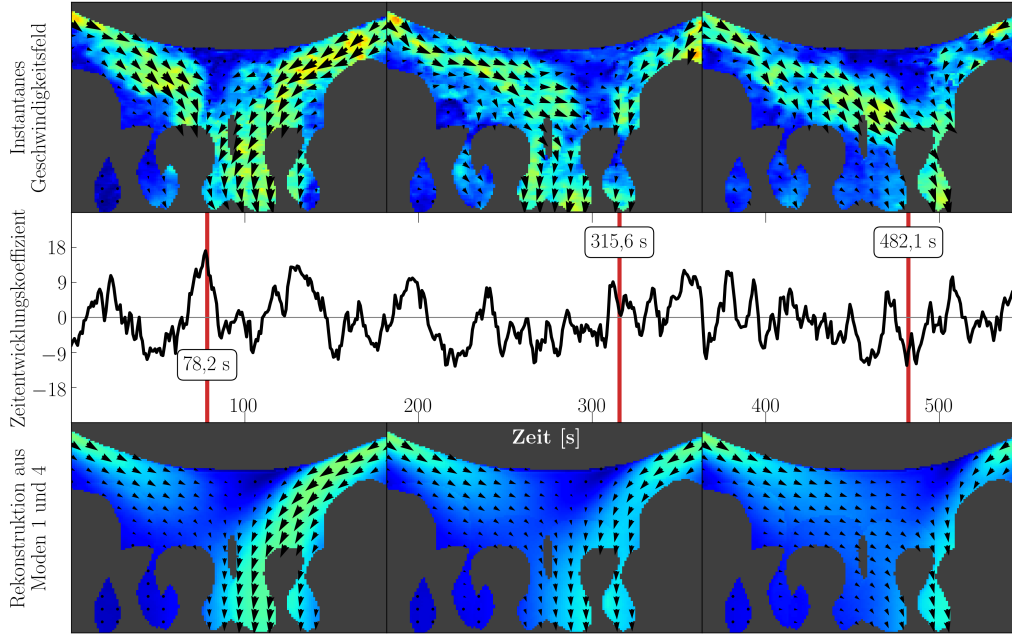 Instantanes
Geschwindigkeitsfeld
Zeitentwicklungskoeffizient
18
9
0
−9
−18
78,2 s
315,6 s
482,1 s
100
200
300
400
500
Zeit [s]
Rekonstruktion aus
Moden 1 und 4